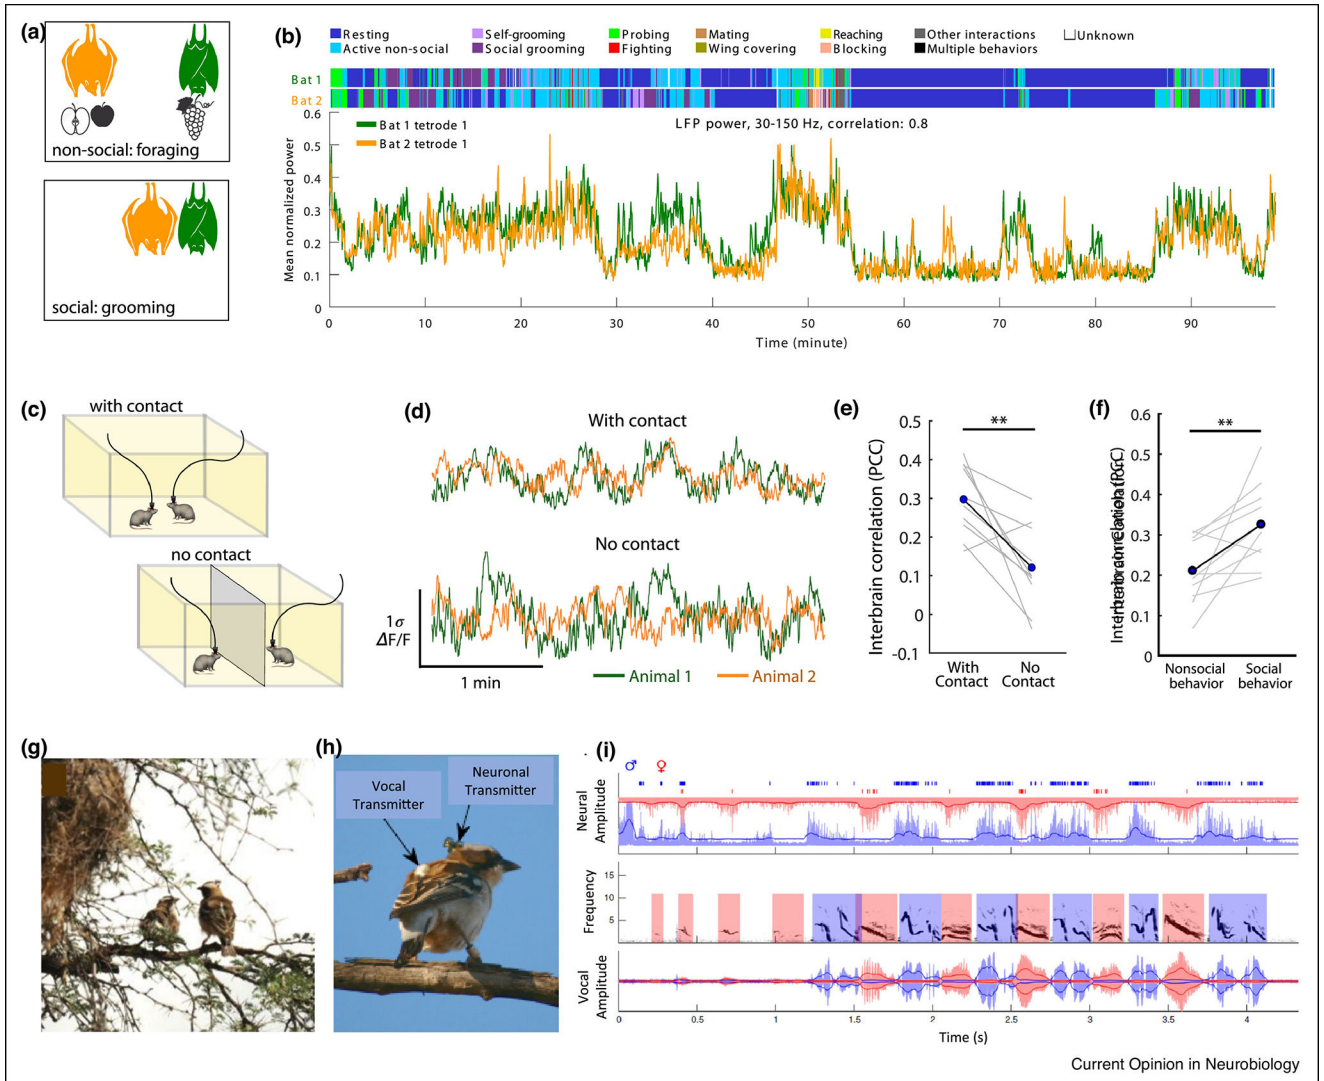 (a)
non-social: foraging
social: grooming
(b)
Resting
Self-grooming
Probing
Mating
Reaching
Other interactions
Unknown
Active non-social
Social grooming
Fighting
Wing covering
Blocking
Multiple behaviors
Bat 1
Bat 2
Bat 1 tetrode 1
Bat 2 tetrode 1
LFP power, 30-150 Hz, correlation: 0.8
Mean normalized power
0.6
0.5
0.4
0.3
0.2
0.1
0
0 10 20 30 40 50 60 70 80 90
Time (minute)
(c)
with contact
no contact
(d)
With contact
No contact
1σ
ΔF/F
1 min
Animal 1
Animal 2
(e)
**
Interbrain correlation (PCC)
0.5
0.4
0.3
0.2
0.1
0
-0.1
With
Contact
No
Contact
(f)
**
0.6
0.5
0.4
0.3
0.2
0.1
0
Nonsocial
behavior
Social
behavior
(g)
(h)
Vocal
Transmitter
Neuronal
Transmitter
(i)
♂ ♀
Neural
Amplitude
Frequency
15
10
5
Vocal
Amplitude
0 0.5 1 1.5 2 2.5 3 3.5 4
Time (s)
Current Opinion in Neurobiology